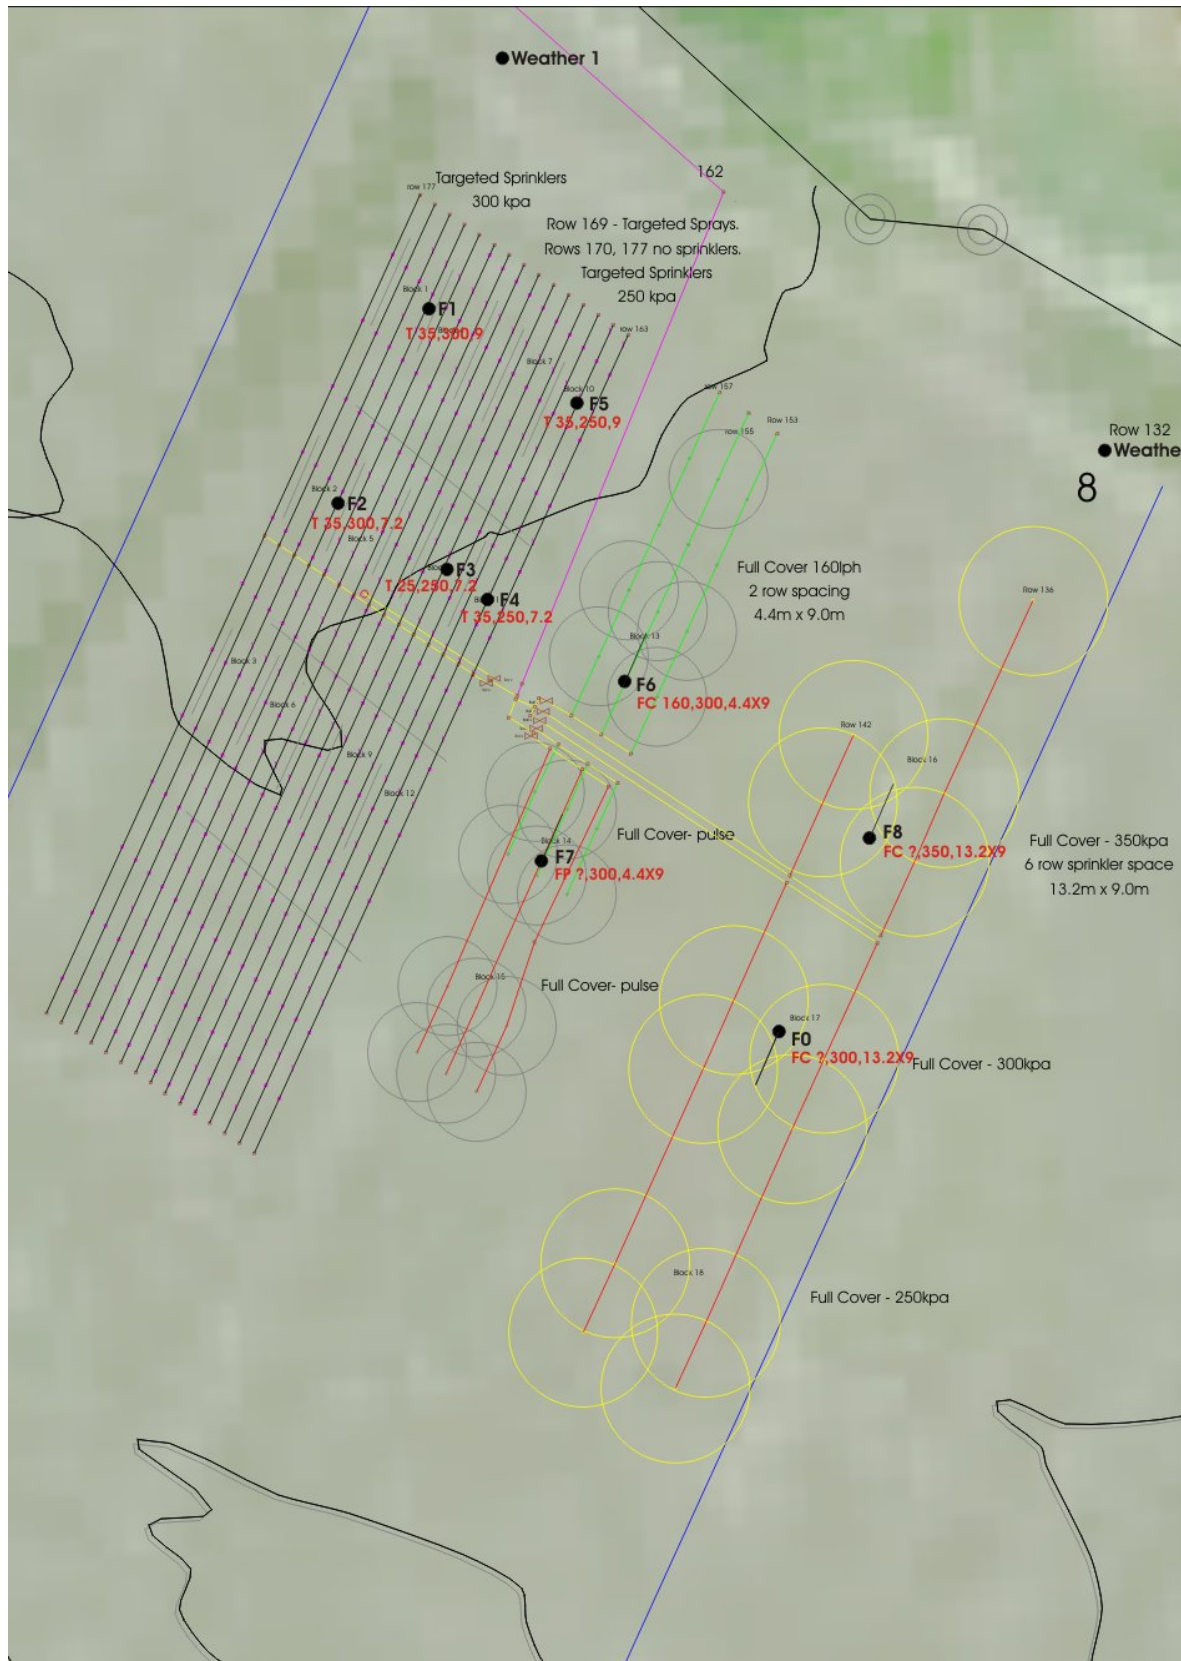 Weather 1
162
row 177
Targeted Sprinklers
300 kpa
Row 169 - Targeted Sprays.
Rows 170, 177 no sprinklers.
Targeted Sprinklers
250 kpa
Block 1
F1
T 35,300,9
row 163
Block 7
Block 10
F5
T 35,250,9
row 157
row 155
Row 153
Row 132
Weathe
8
Block 2
F2
T 35,300,7.2
Block 5
F3
T 25,250,7.2
F4
T 35,250,7.2
Full Cover 160lph
2 row spacing
4.4m x 9.0m
Row 136
Block 13
F6
FC 160,300,4.4X9
Block 3
Block 6
Block 9
Block 12
Row 142
Block 16
F8
FC ?,350,13.2X9
Full Cover - 350kpa
6 row sprinkler space
13.2m x 9.0m
Full Cover- pulse
Block 14
F7
FP ?,300,4.4X9
Block 15
Full Cover- pulse
Block 17
F0
FC ?,300,13.2X9
Full Cover - 300kpa
Block 18
Full Cover - 250kpa